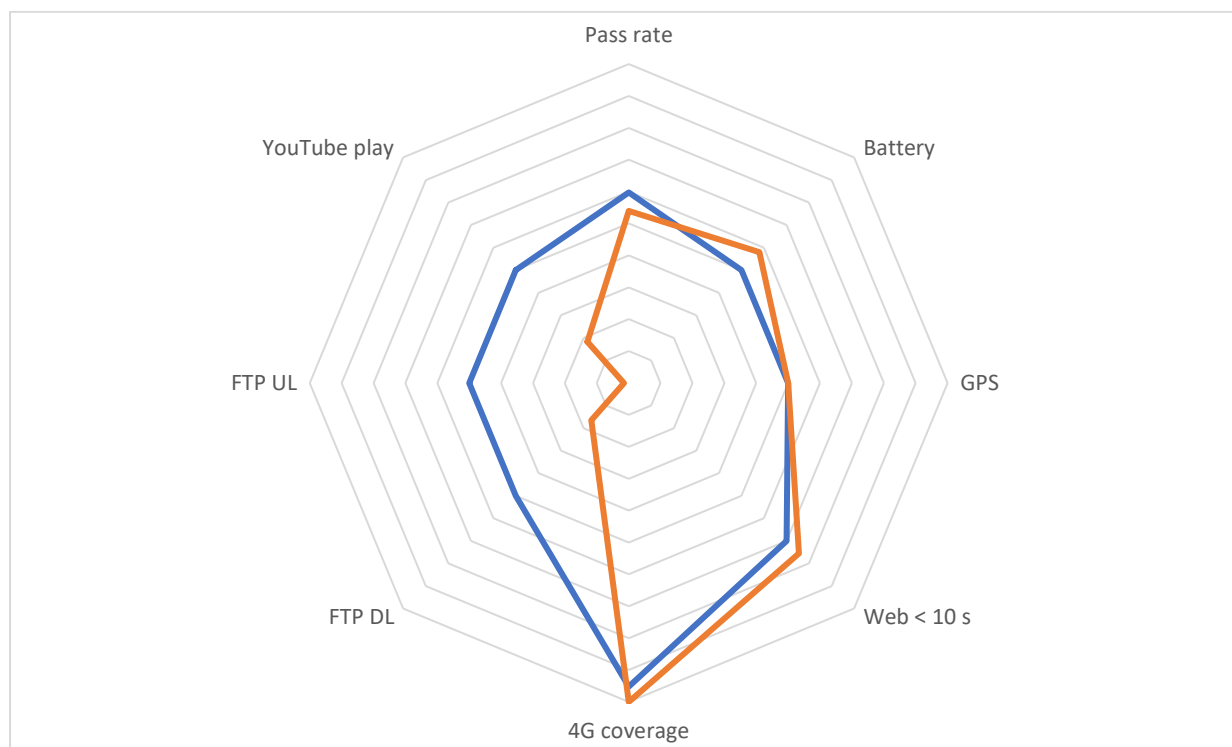 Pass rate
YouTube play
Battery
FTP UL
GPS
FTP DL
Web < 10 s
4G coverage